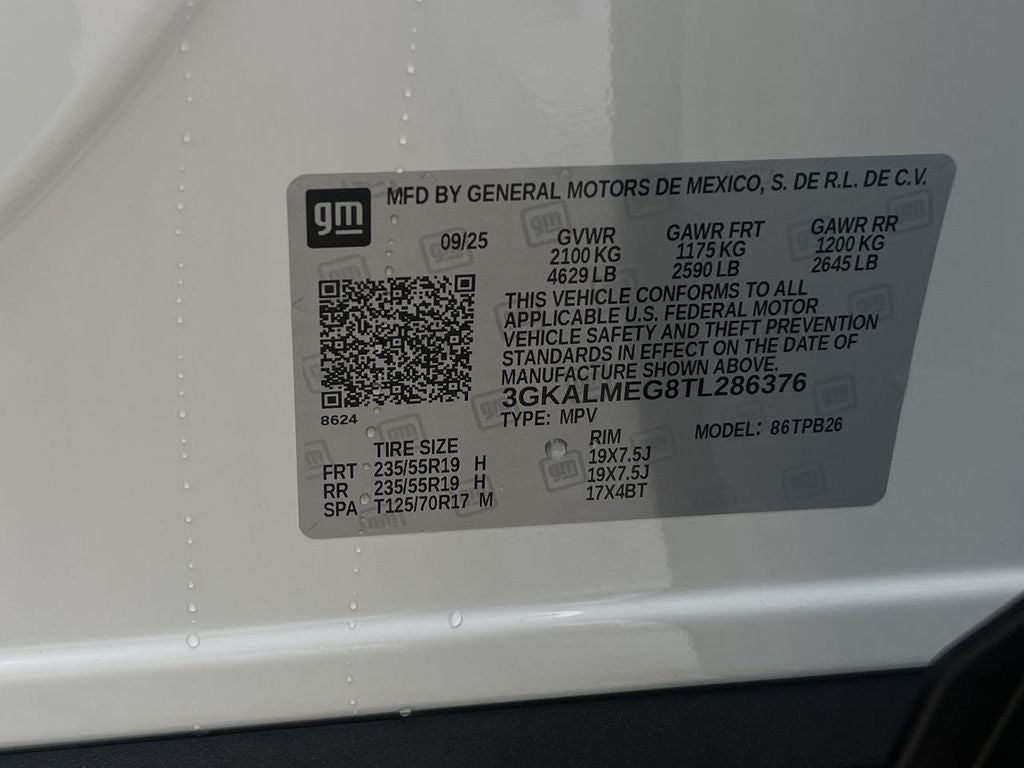 gm
MFD BY GENERAL MOTORS DE MEXICO, S. DE R.L. DE C.V.
09/25
GVWR
2100 KG
4629 LB
GAWR FRT
1175 KG
2590 LB
GAWR RR
1200 KG
2645 LB
THIS VEHICLE CONFORMS TO ALL
APPLICABLE U.S. FEDERAL MOTOR
VEHICLE SAFETY AND THEFT PREVENTION
STANDARDS IN EFFECT ON THE DATE OF
MANUFACTURE SHOWN ABOVE.
3GKALMEG8TL286376
8624
TYPE: MPV
MODEL: 86TPB26
TIRE SIZE
RIM
FRT 235/55R19 H 19X7.5J
RR 235/55R19 H 19X7.5J
SPA T125/70R17 M 17X4BT